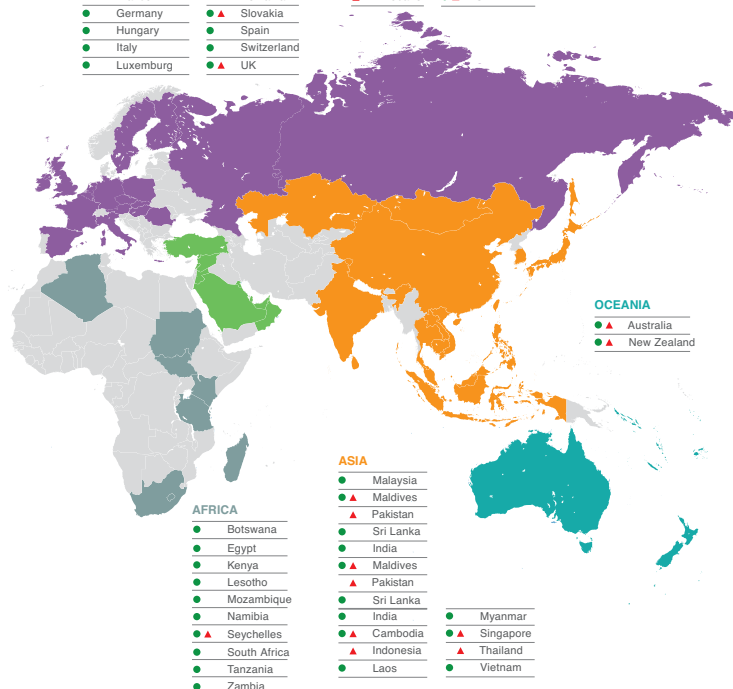 Germany
Hungary
Italy
Luxemburg
Slovakia
Spain
Switzerland
UK
OCEANIA
Australia
New Zealand
ASIA
Malaysia
Maldives
Pakistan
Sri Lanka
India
Maldives
Pakistan
Sri Lanka
India
Cambodia
Indonesia
Laos
Myanmar
Singapore
Thailand
Vietnam
AFRICA
Botswana
Egypt
Kenya
Lesotho
Mozambique
Namibia
Seychelles
South Africa
Tanzania
Zambia